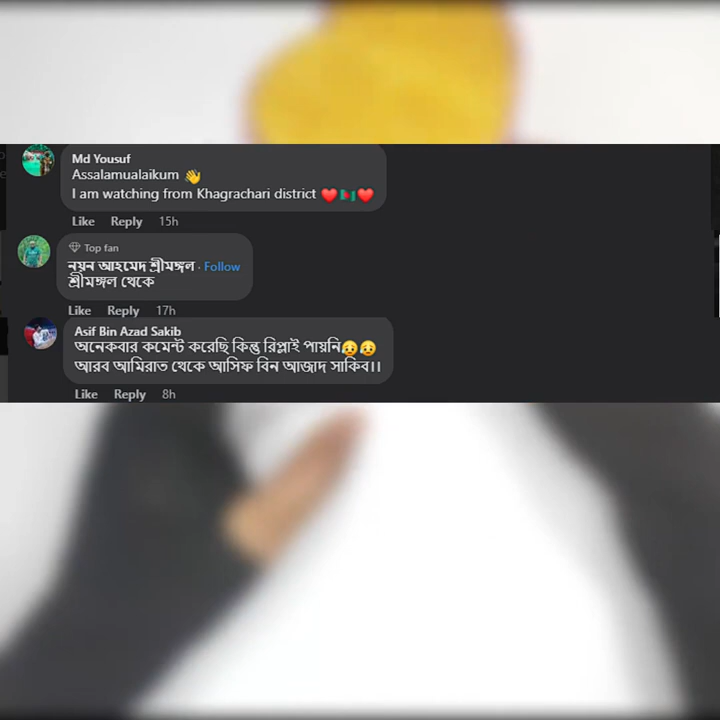 Md Yousuf
Assalamualaikum 👋
I am watching from Khagrachari district ❤️🇧🇩❤️
Like Reply 15h
Top fan
নয়ন আহমেদ শ্রীমঙ্গল · Follow
শ্রীমঙ্গল থেকে
Like Reply 17h
Asif Bin Azad Sakib
অনেকবার কমেন্ট করেছি কিন্তু রিপ্লাই পায়নি😥😥
আরব আমিরাত থেকে আসিফ বিন আজাদ সাকিব।।
Like Reply 8h